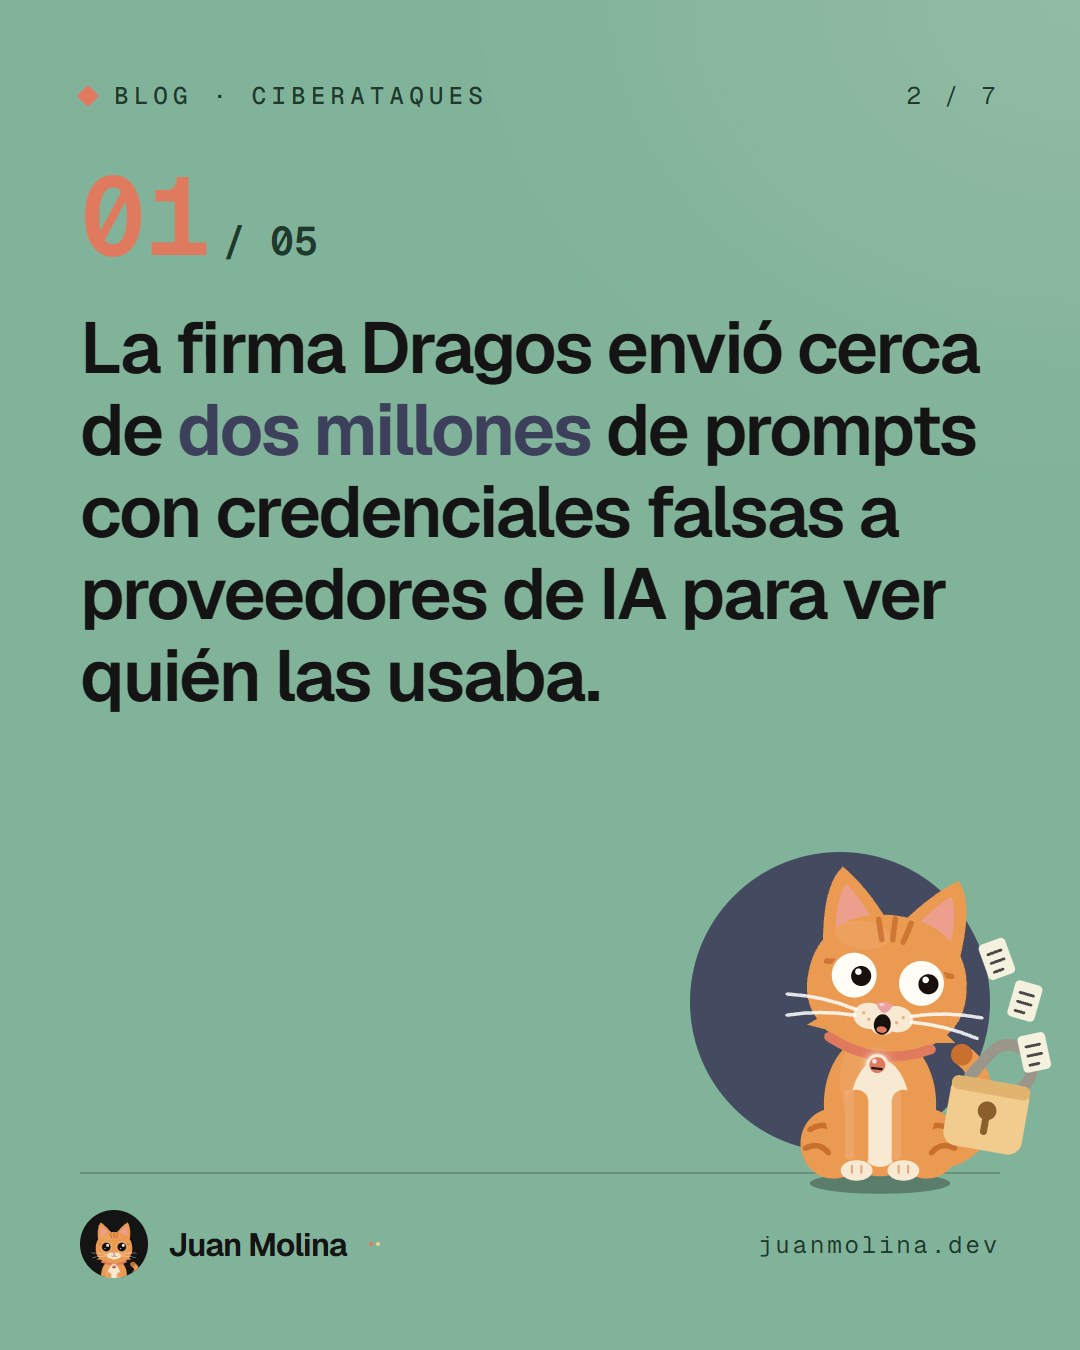 BLOG · CIBERATAQUES
2 / 7
01 / 05
La firma Dragos envió cerca
de dos millones de prompts
con credenciales falsas a
proveedores de IA para ver
quién las usaba.
Juan Molina
juanmolina.dev